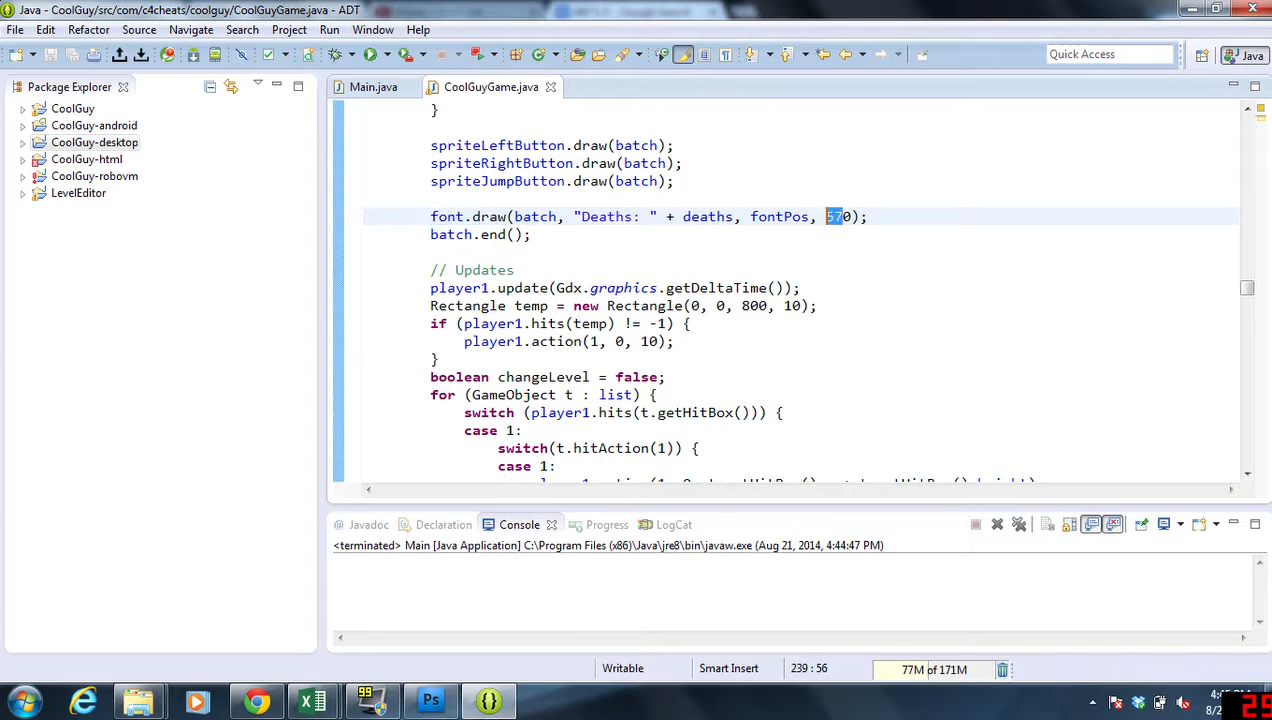 Java - CoolGuy/src/com/c4cheats/coolguy/CoolGuyGame.java - ADT
File Edit Refactor Source Navigate Search Project Run Window Help
Quick Access
Java
Package Explorer
CoolGuy
CoolGuy-android
CoolGuy-desktop
CoolGuy-html
CoolGuy-robovm
LevelEditor
Main.java
CoolGuyGame.java
}
spriteLeftButton.draw(batch);
spriteRightButton.draw(batch);
spriteJumpButton.draw(batch);
font.draw(batch, "Deaths: " + deaths, fontPos, 570);
batch.end();
// Updates
player1.update(Gdx.graphics.getDeltaTime());
Rectangle temp = new Rectangle(0, 0, 800, 10);
if (player1.hits(temp) != -1) {
player1.action(1, 0, 10);
}
boolean changeLevel = false;
for (GameObject t : list) {
switch (player1.hits(t.getHitBox())) {
case 1:
switch(t.hitAction(1)) {
case 1:
Javadoc
Declaration
Console
Progress
LogCat
<terminated> Main [Java Application] C:\Program Files (x86)\Java\jre8\bin\javaw.exe (Aug 21, 2014, 4:44:47 PM)
Writable
Smart Insert
239 : 56
77M of 171M
99
Ps